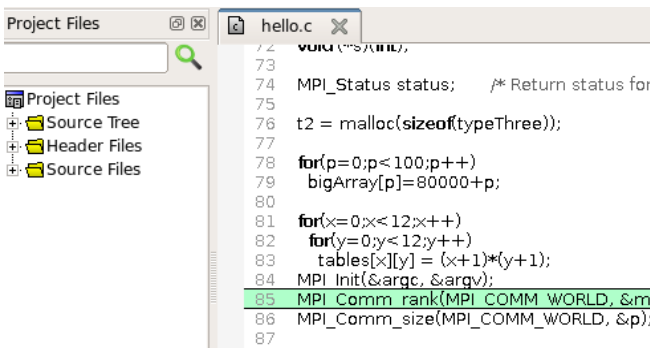 Project Files
Project Files
Source Tree
Header Files
Source Files
hello.c
72 void (*s)(int);
73
74 MPI_Status status; /* Return status for
75
76 t2 = malloc(sizeof(typeThree));
77
78 for(p=0;p<100;p++)
79 bigArray[p]=80000+p;
80
81 for(x=0;x<12;x++)
82 for(y=0;y<12;y++)
83 tables[x][y] = (x+1)*(y+1);
84 MPI_Init(&argc, &argv);
85 MPI_Comm_rank(MPI_COMM_WORLD, &m
86 MPI_Comm_size(MPI_COMM_WORLD, &p);
87